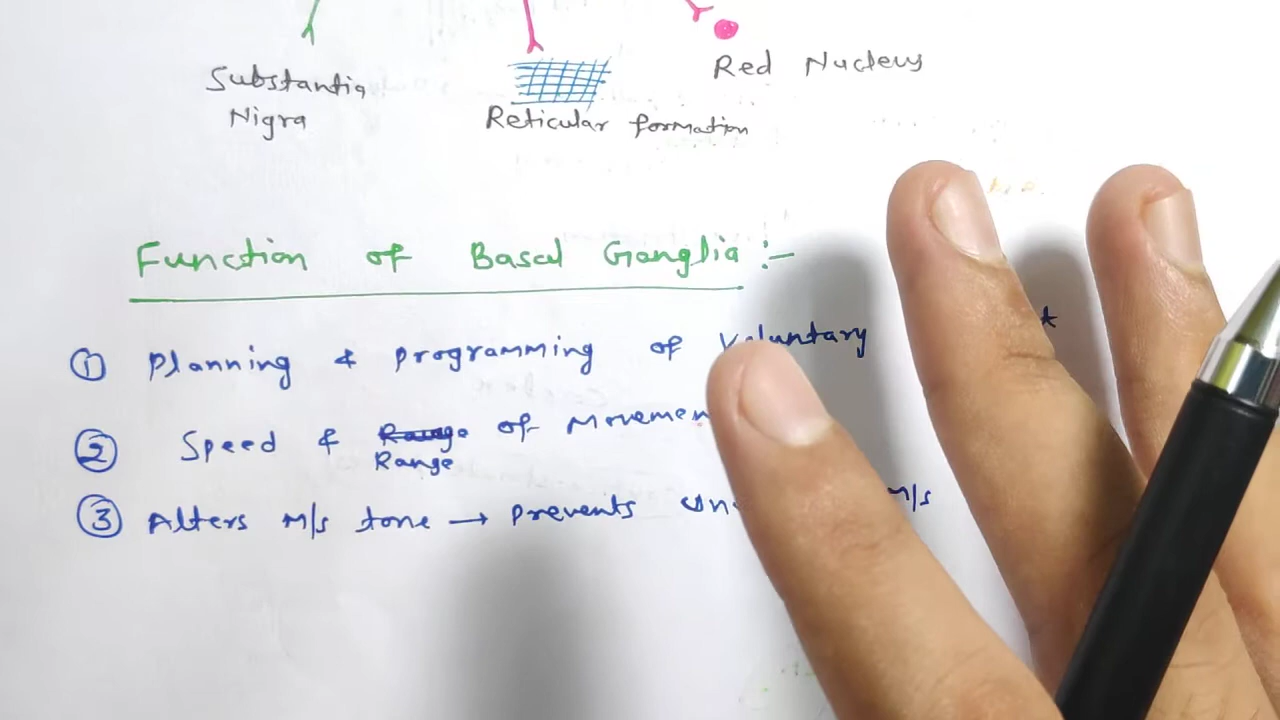 Substantia
Nigra
Reticular formation
Red Nucleus
Function of Basal Ganglia :-
① Planning & programming of Voluntary
② Speed & Range of
Range
③ Alters M/s tone → prevents M/s